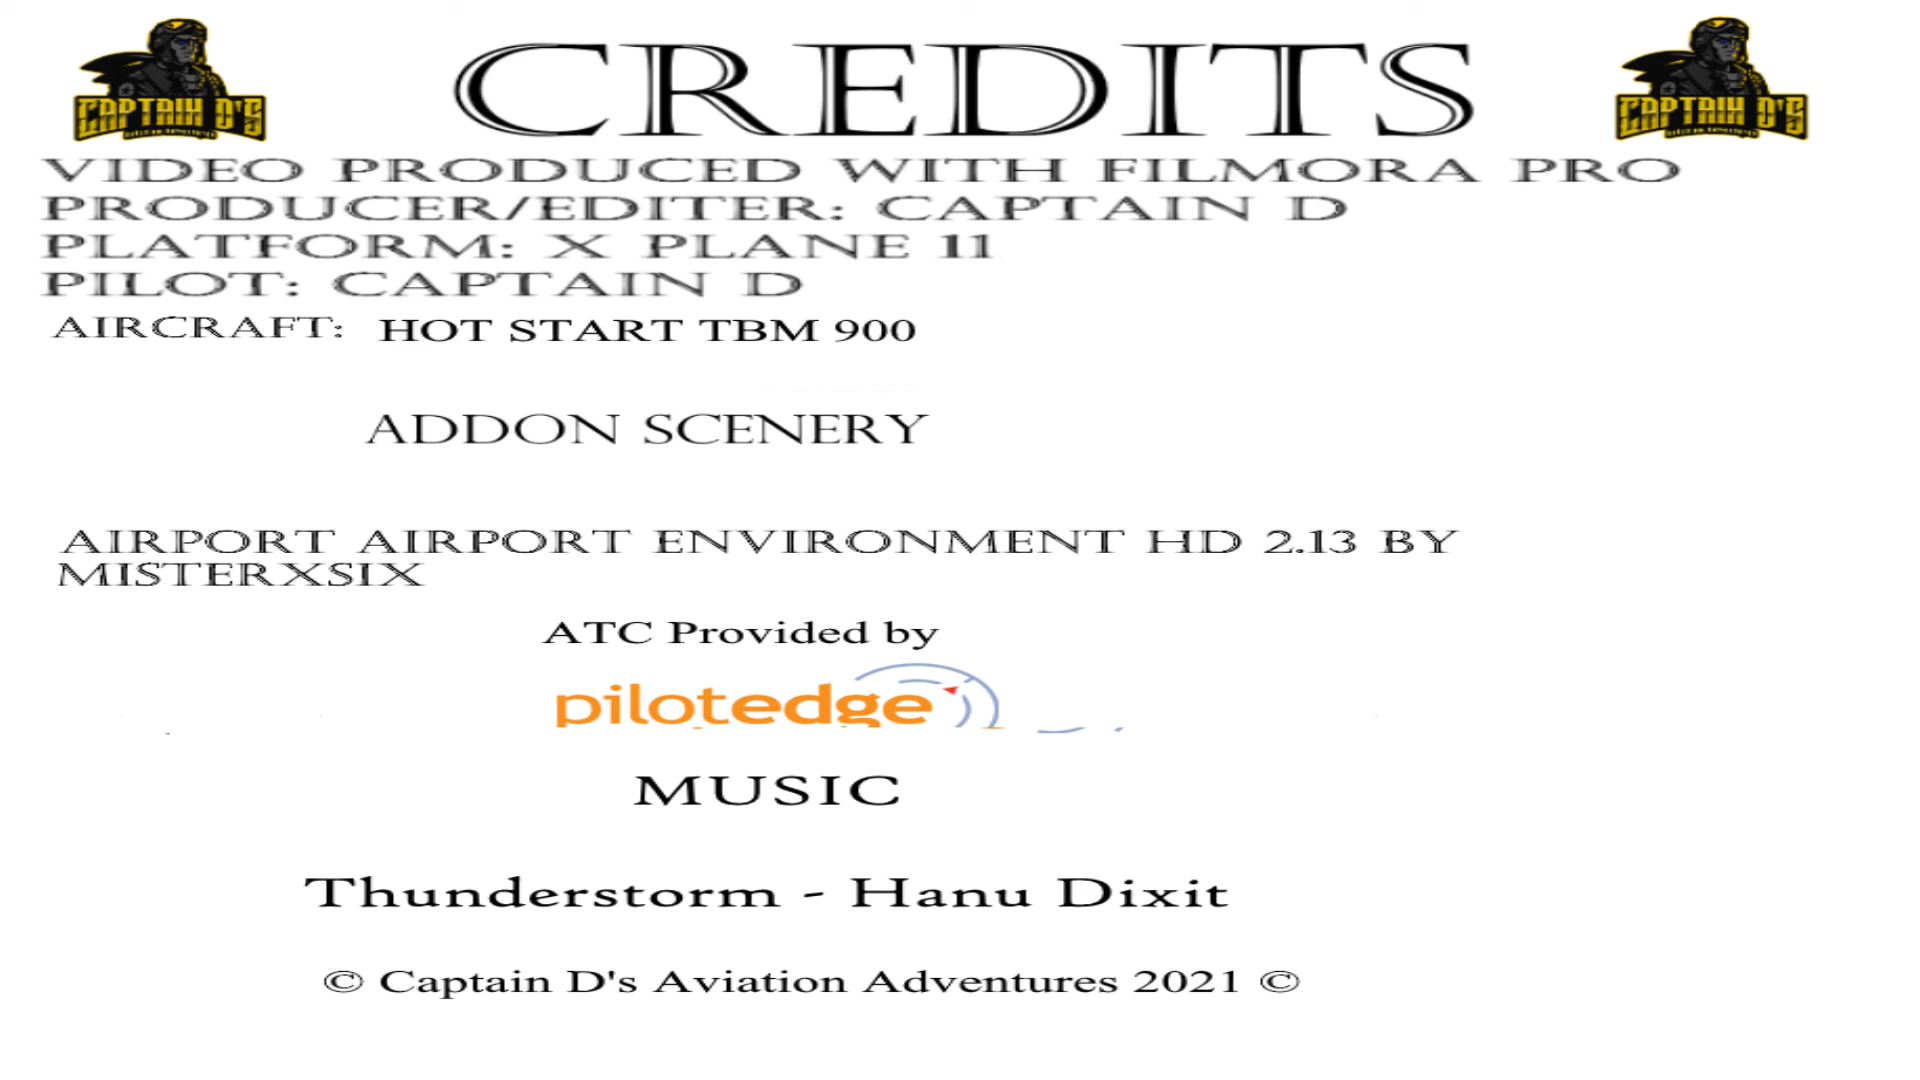 CREDITS
CAPTAIN D'S
CAPTAIN D'S
VIDEO PRODUCED WITH FILMORA PRO
PRODUCER/EDITER: CAPTAIN D
PLATFORM: X PLANE 11
PILOT: CAPTAIN D
AIRCRAFT: HOT START TBM 900
ADDON SCENERY
AIRPORT AIRPORT ENVIRONMENT HD 2.13 BY
MISTERXSIX
ATC Provided by
pilotedge
MUSIC
Thunderstorm - Hanu Dixit
© Captain D's Aviation Adventures 2021 ©